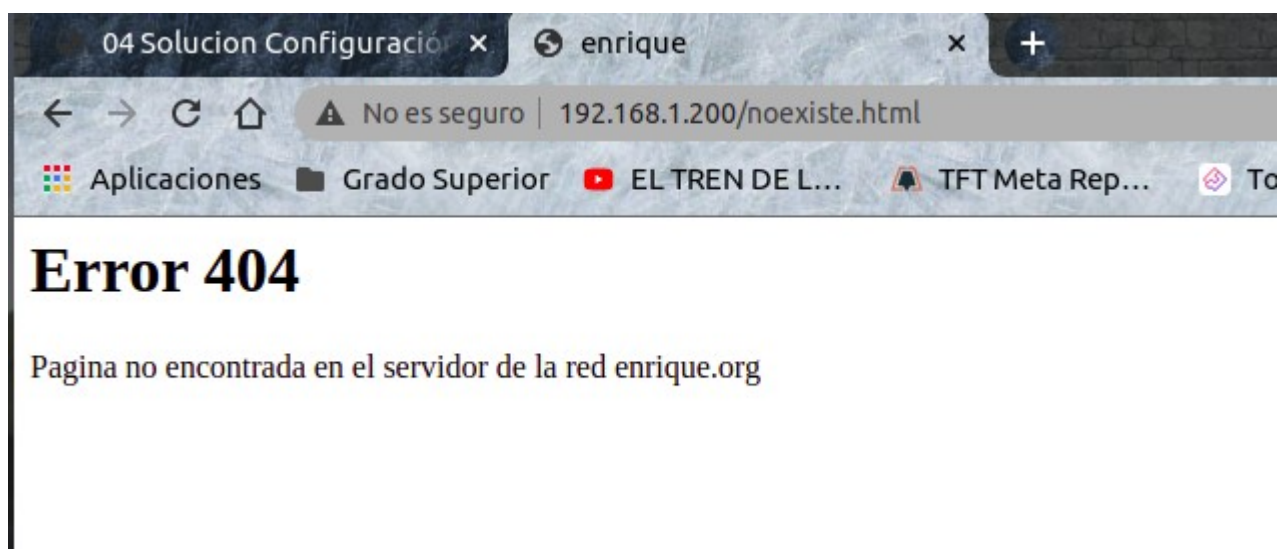 04 Solucion Configuración
enrique
No es seguro | 192.168.1.200/noexiste.html
Aplicaciones Grado Superior EL TREN DE L... TFT Meta Rep... To
Error 404
Pagina no encontrada en el servidor de la red enrique.org